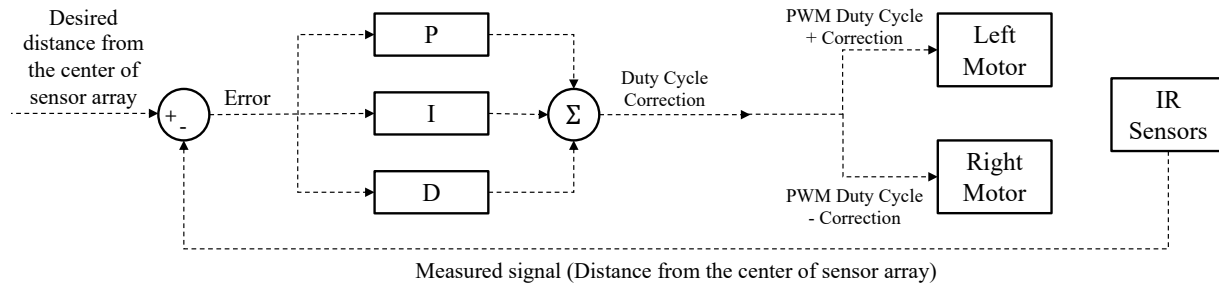 Desired
distance from
the center of
sensor array
+
-
Error
P
I
D
Σ
Duty Cycle
Correction
PWM Duty Cycle
+ Correction
Left
Motor
Right
Motor
PWM Duty Cycle
- Correction
IR
Sensors
Measured signal (Distance from the center of sensor array)